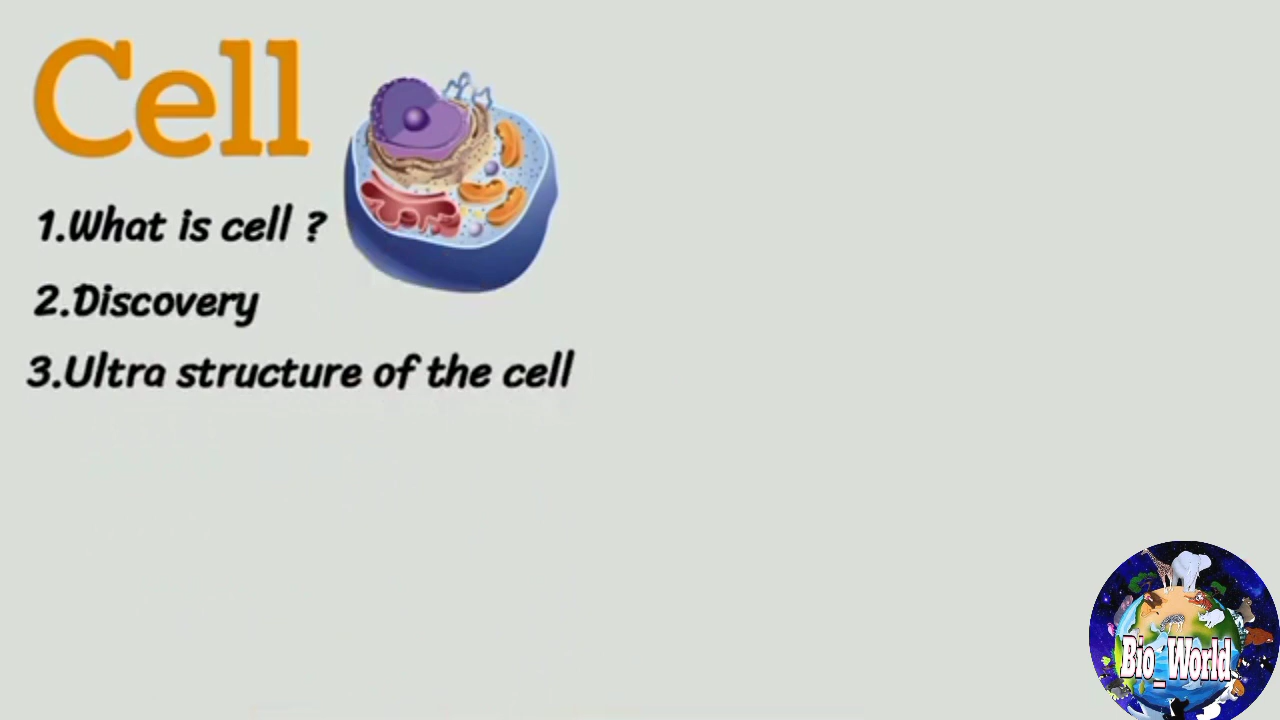 Cell
1.What is cell ?
2.Discovery
3.Ultra structure of the cell
Bio_World